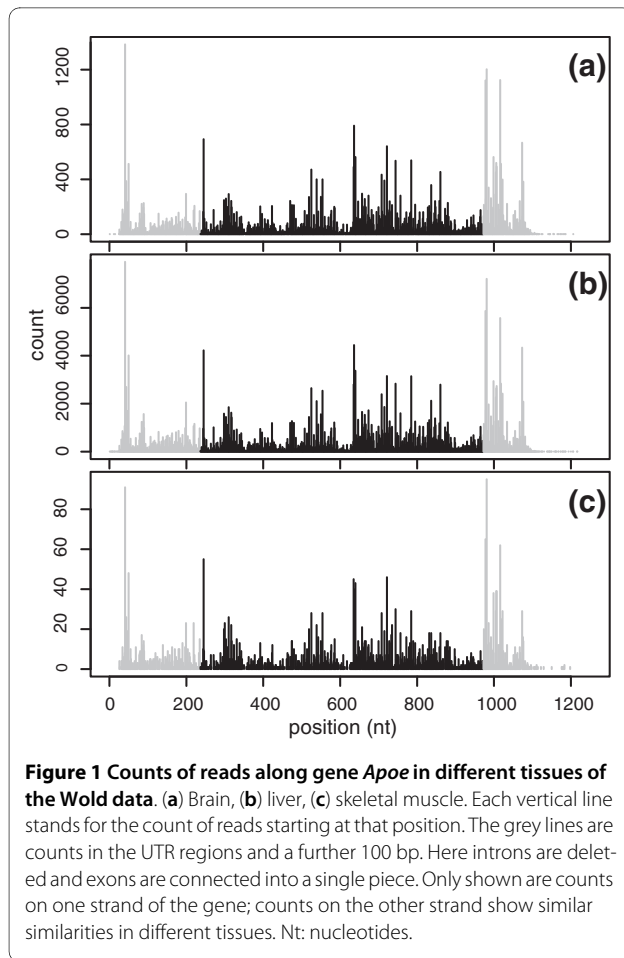 (a)
1200
800
400
0
(b)
6000
4000
2000
0
count
(c)
80
60
40
20
0
0 200 400 600 800 1000 1200
position (nt)
Figure 1 Counts of reads along gene Apoe in different tissues of
the Wold data. (a) Brain, (b) liver, (c) skeletal muscle. Each vertical line
stands for the count of reads starting at that position. The grey lines are
counts in the UTR regions and a further 100 bp. Here introns are delet-
ed and exons are connected into a single piece. Only shown are counts
on one strand of the gene; counts on the other strand show similar
similarities in different tissues. Nt: nucleotides.